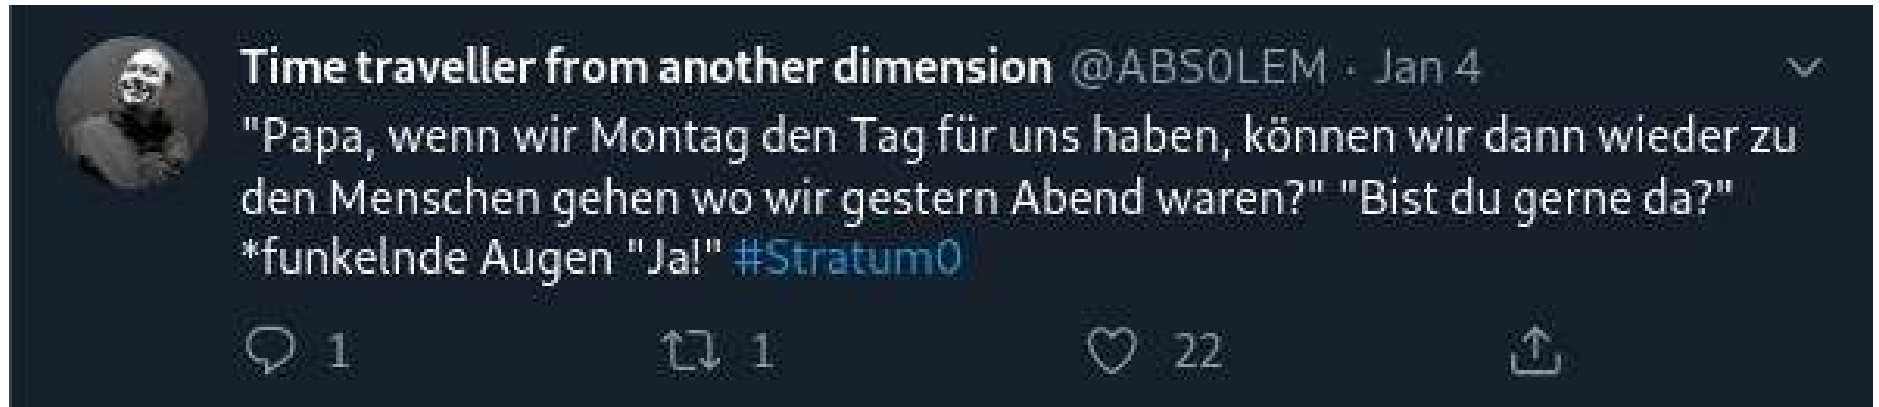 Time traveller from another dimension @ABS0LEM · Jan 4
"Papa, wenn wir Montag den Tag für uns haben, können wir dann wieder zu
den Menschen gehen wo wir gestern Abend waren?" "Bist du gerne da?"
*funkelnde Augen "Ja!" #Stratum0
1 1 22